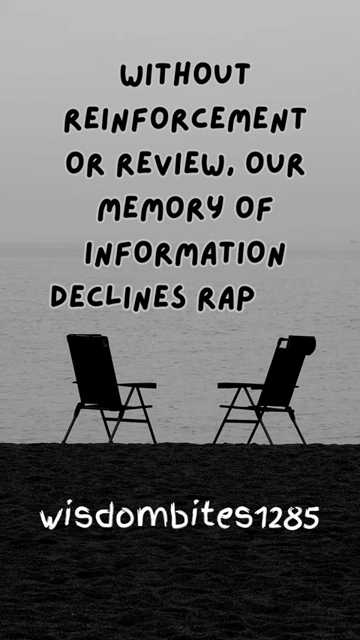 WITHOUT
REINFORCEMENT
OR REVIEW, OUR
MEMORY OF
INFORMATION
DECLINES RAP
wisdombites1285